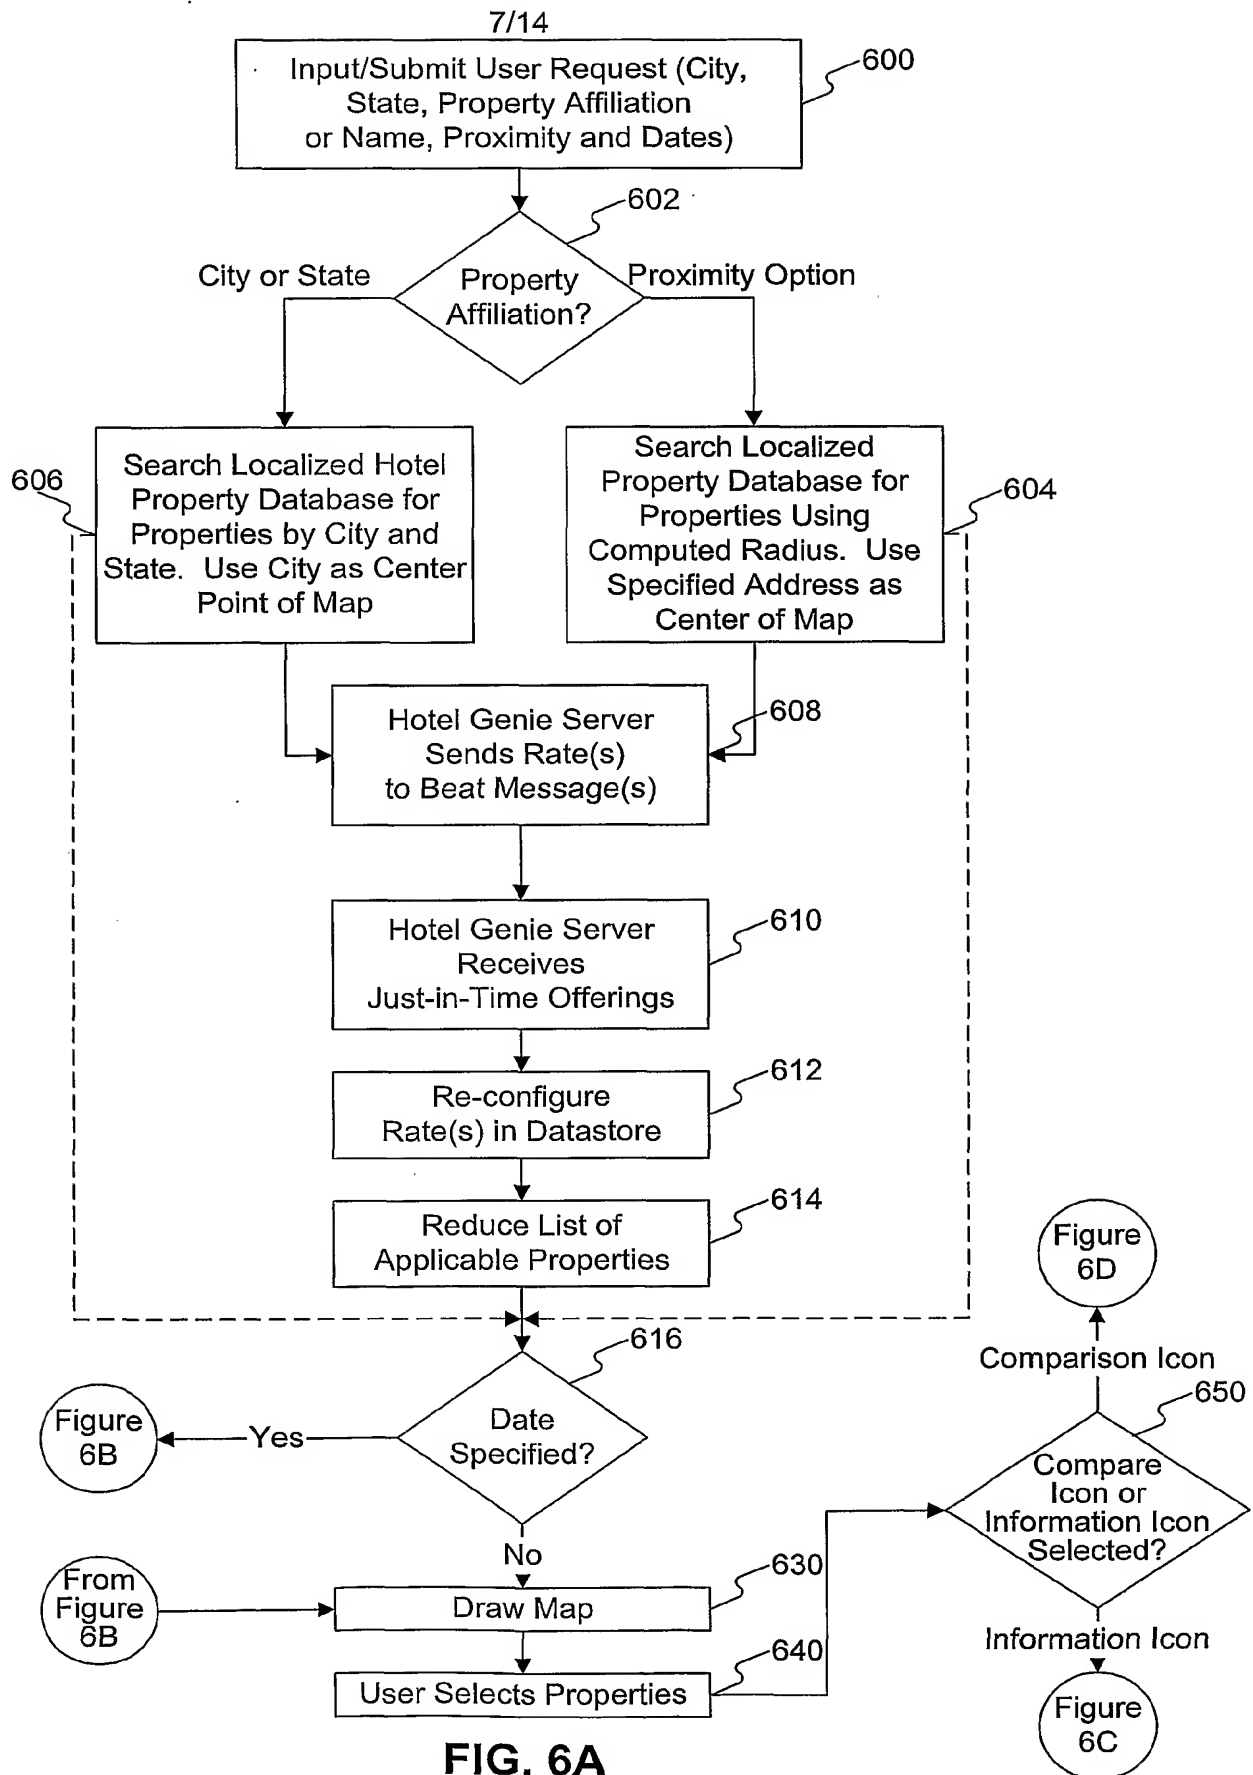 7/14
Input/Submit User Request (City,
State, Property Affiliation
or Name, Proximity and Dates)
600
602
City or State
Property
Affiliation?
Proximity Option
606
Search Localized Hotel
Property Database for
Properties by City and
State. Use City as Center
Point of Map
Search Localized
Property Database for
Properties Using
Computed Radius. Use
Specified Address as
Center of Map
604
Hotel Genie Server
Sends Rate(s)
to Beat Message(s)
608
Hotel Genie Server
Receives
Just-in-Time Offerings
610
Re-configure
Rate(s) in Datastore
612
Reduce List of
Applicable Properties
614
Figure
6D
616
Comparison Icon
650
Figure
6B
Yes
Date
Specified?
Compare
Icon or
Information Icon
Selected?
No
From
Figure
6B
Draw Map
630
Information Icon
User Selects Properties
640
Figure
6C
FIG. 6A